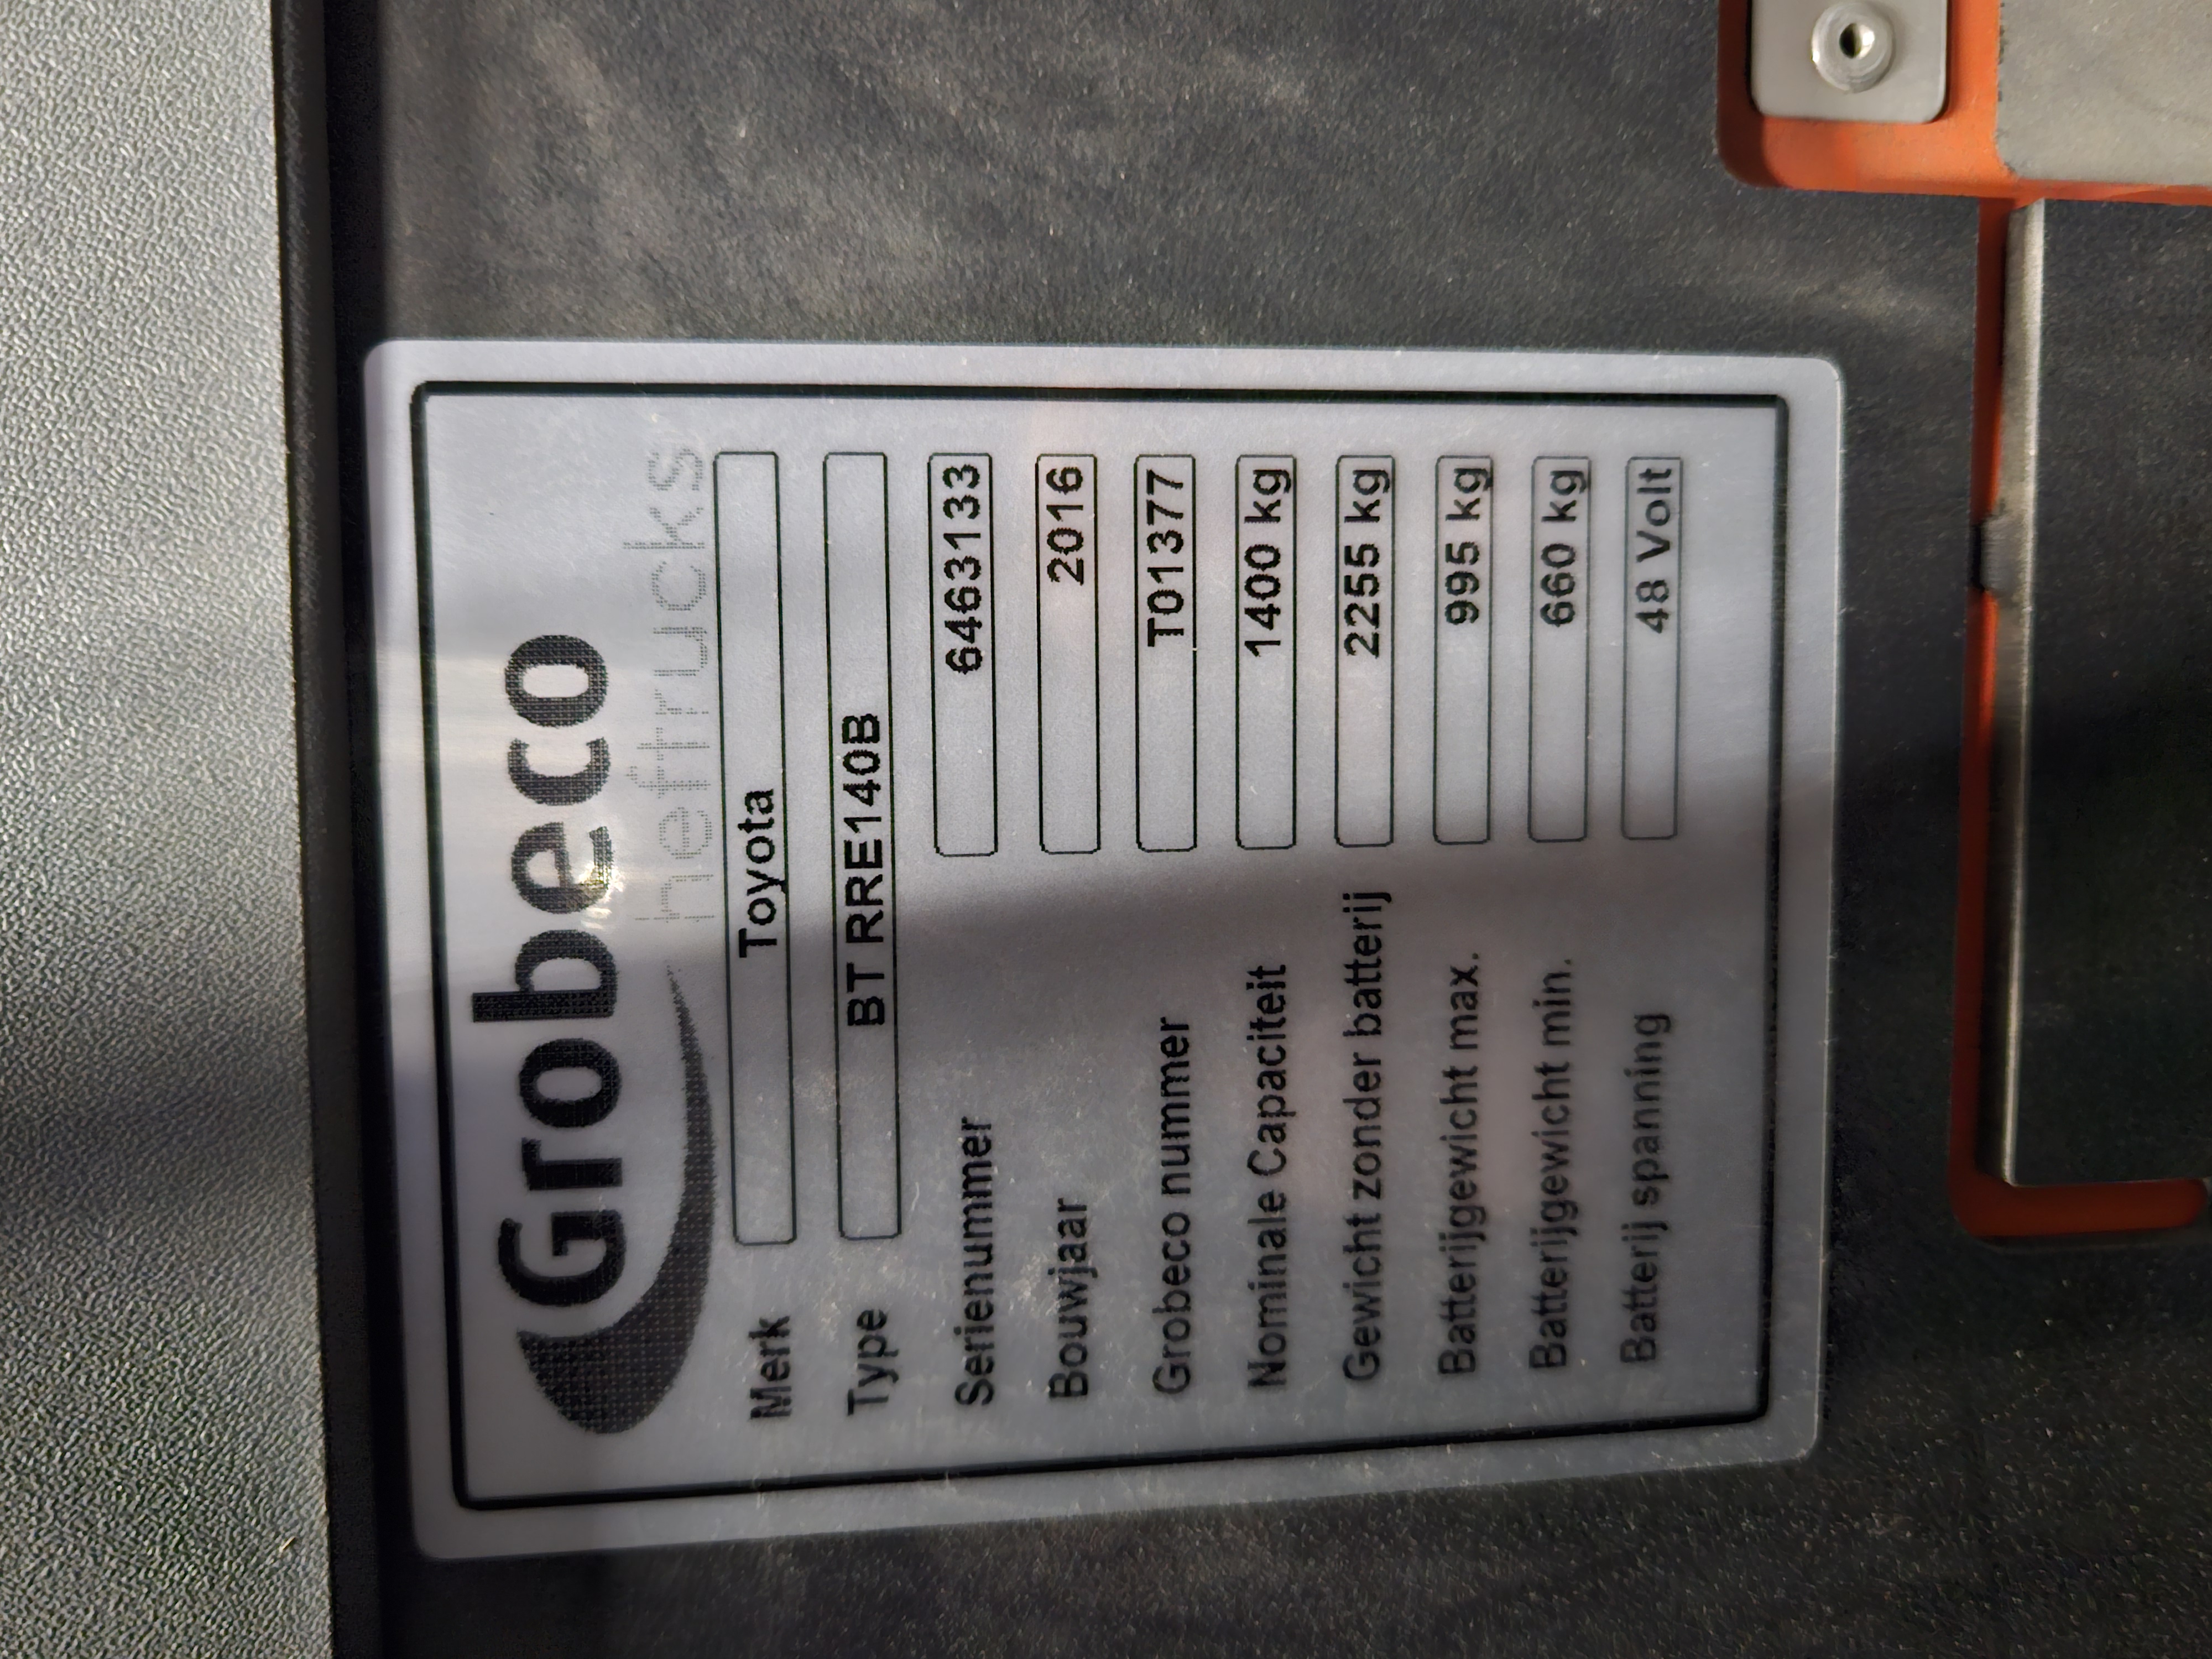 Grobeco
heftrucks
Merk Toyota
Type BT RRE140B
Serienummer 6463133
Bouwjaar 2016
Grobeco nummer T01377
Nominale Capaciteit 1400 kg
Gewicht zonder batterij 2255 kg
Batterijgewicht max. 995 kg
Batterijgewicht min. 660 kg
Batterij spanning 48 Volt